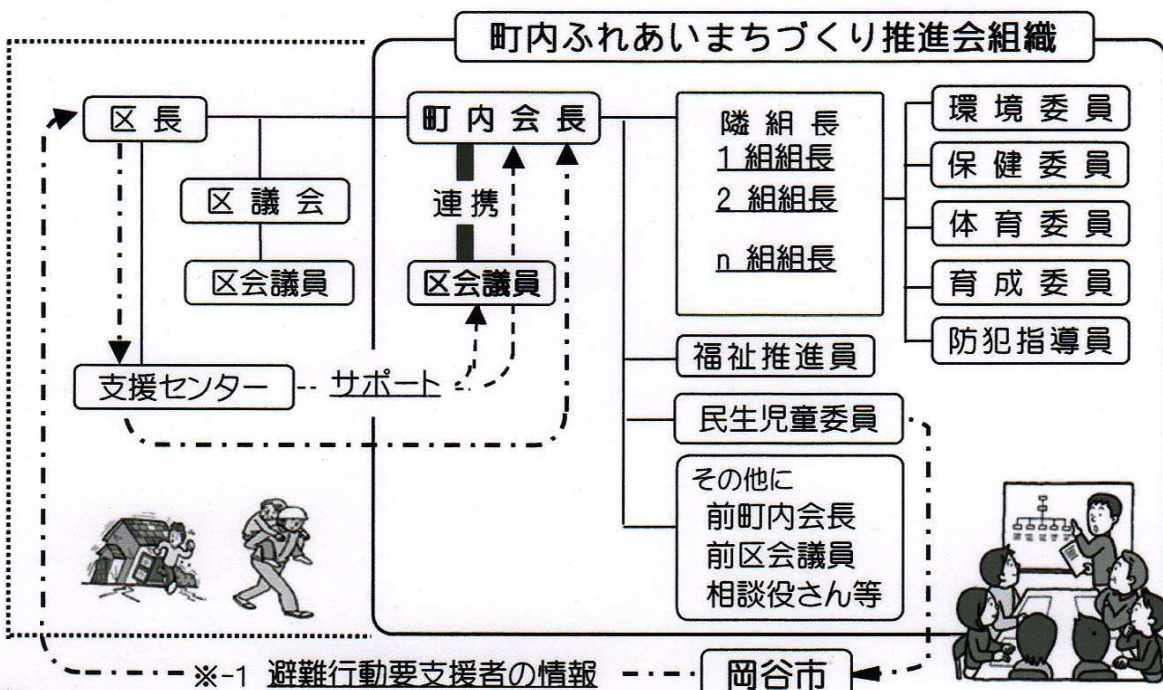 町内ふれあいまちづくり推進会組織
区長
町内会長
隣組長
1組組長
2組組長
n組組長
環境委員
保健委員
体育委員
育成委員
防犯指導員
区議会
連携
区会議員
区会議員
支援センター
サポート
福祉推進員
民生児童委員
その他に
前町内会長
前区会議員
相談役さん等
※-1 避難行動要支援者の情報
岡谷市